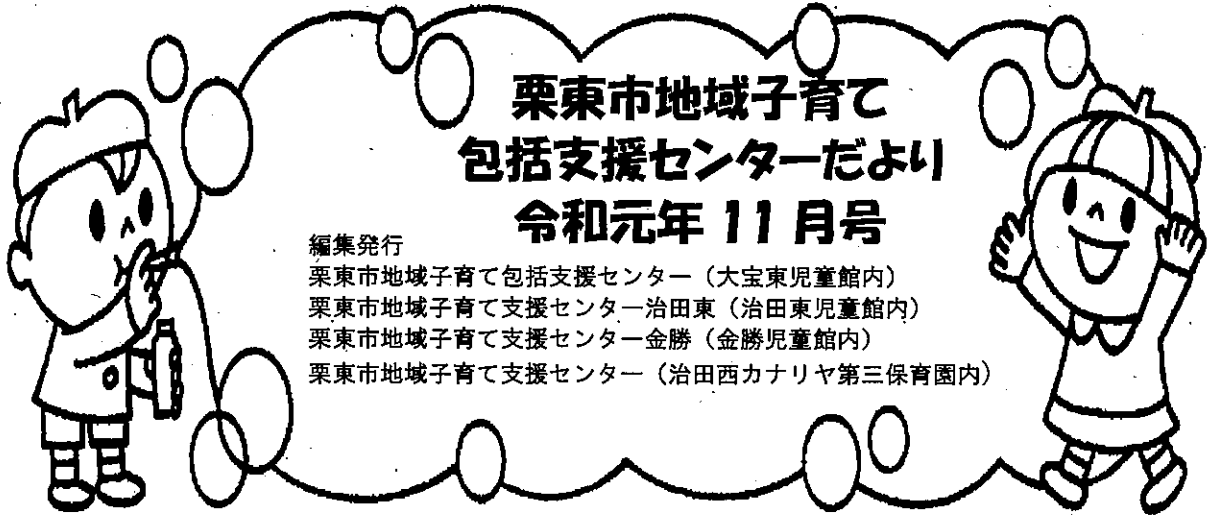 栗東市地域子育て
包括支援センターだより
令和元年 11 月号
編集発行
栗東市地域子育て包括支援センター(大宝東児童館内)
栗東市地域子育て支援センター治田東(治田東児童館内)
栗東市地域子育て支援センター金勝(金勝児童館内)
栗東市地域子育て支援センター(治田西カナリヤ第三保育園内)